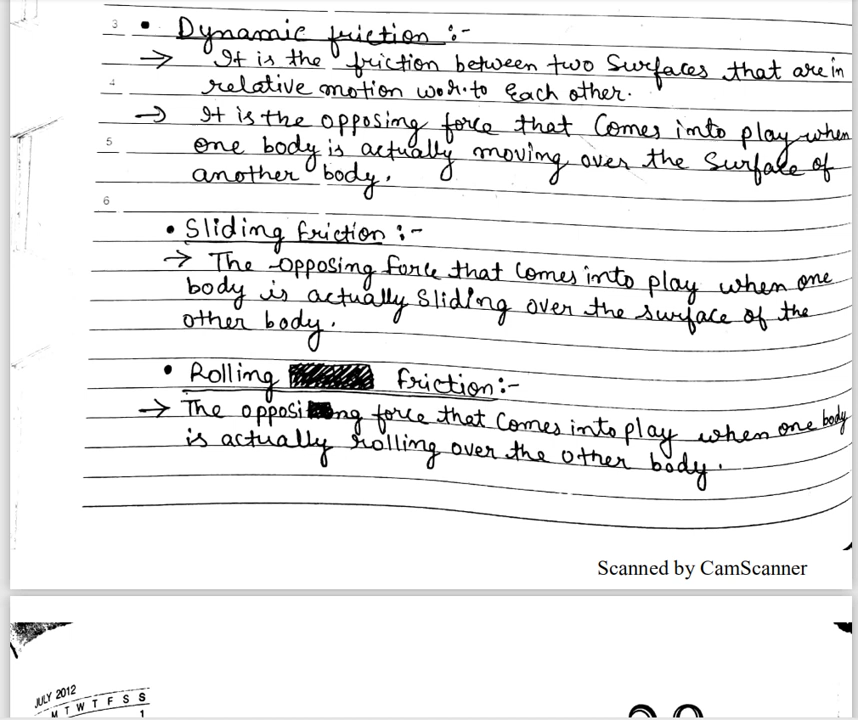 3
• Dynamic friction :-
→ It is the friction between two Surfaces that are in
4
relative motion w.r.to Each other.
→ It is the opposing force that Comes into play when
5
one body is actually moving over the Surface of
another body.
6
• Sliding friction :-
→ The opposing force that Comes into play when one
body is actually Sliding over the surface of the
other body.
• Rolling friction :-
→ The opposing force that Comes into play when one body
is actually rolling over the other body.
Scanned by CamScanner
JULY 2012
M T W T F S S
1